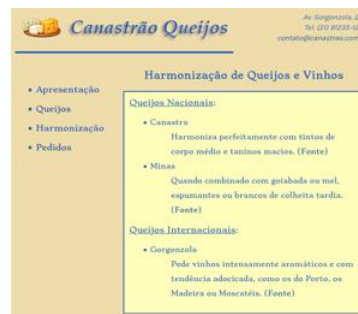 Canastrão Queijos
Av. Gorgonzola, 2
Tel. (21) 91235-12
contato@canastrao.com
Apresentação
Queijos
Harmonização
Pedidos
Harmonização de Queijos e Vinhos
Queijos Nacionais:
Canastra
Harmoniza perfeitamente com tintos de
corpo médio e taninos macios. (Fonte)
Minas
Quando combinado com goiabada ou mel,
espumantes ou brancos de colheita tardia.
(Fonte)
Queijos Internacionais:
Gorgonzola
Pede vinhos intensamente aromáticos e com
tendência adocicada, como os do Porto, os
Madeira ou Moscatéis. (Fonte)